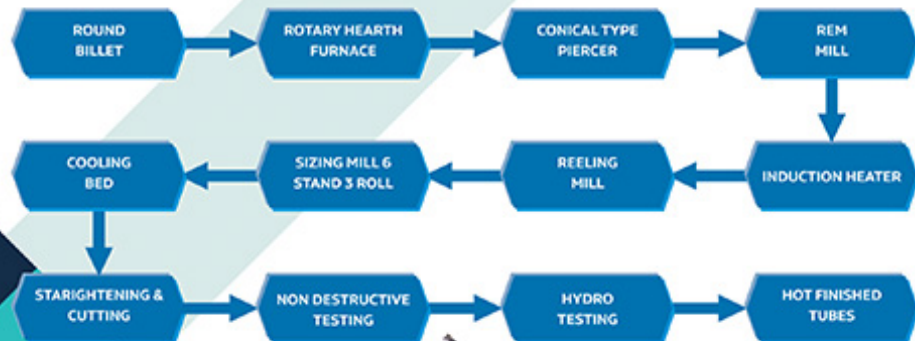 ROUND
BILLET
ROTARY HEARTH
FURNACE
CONICAL TYPE
PIERCER
REM
MILL
INDUCTION HEATER
REELING
MILL
SIZING MILL 6
STAND 3 ROLL
COOLING
BED
STARIGHTENING &
CUTTING
NON DESTRUCTIVE
TESTING
HYDRO
TESTING
HOT FINISHED
TUBES